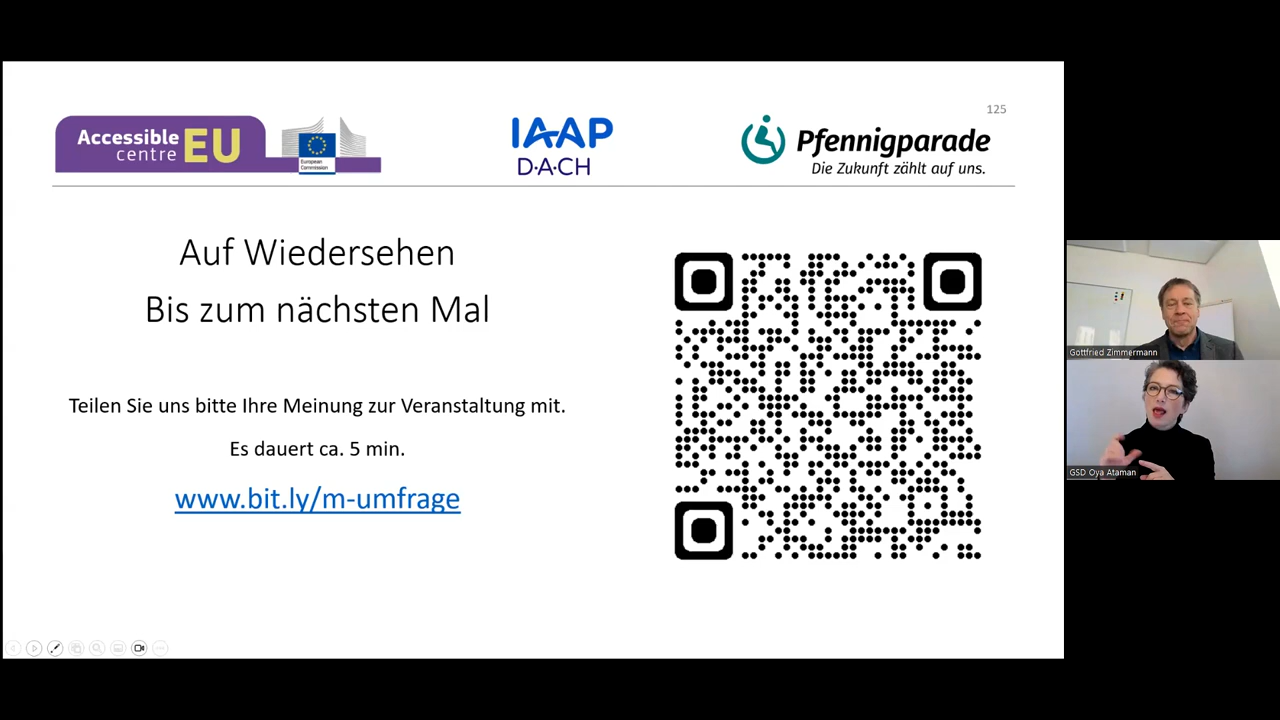 125
Accessible
centre EU
European
Commission
IAAP
D·A·CH
Pfennigparade
Die Zukunft zählt auf uns.
Auf Wiedersehen
Bis zum nächsten Mal
Teilen Sie uns bitte Ihre Meinung zur Veranstaltung mit.
Es dauert ca. 5 min.
www.bit.ly/m-umfrage
Gottfried Zimmermann
GSD Oya Ataman